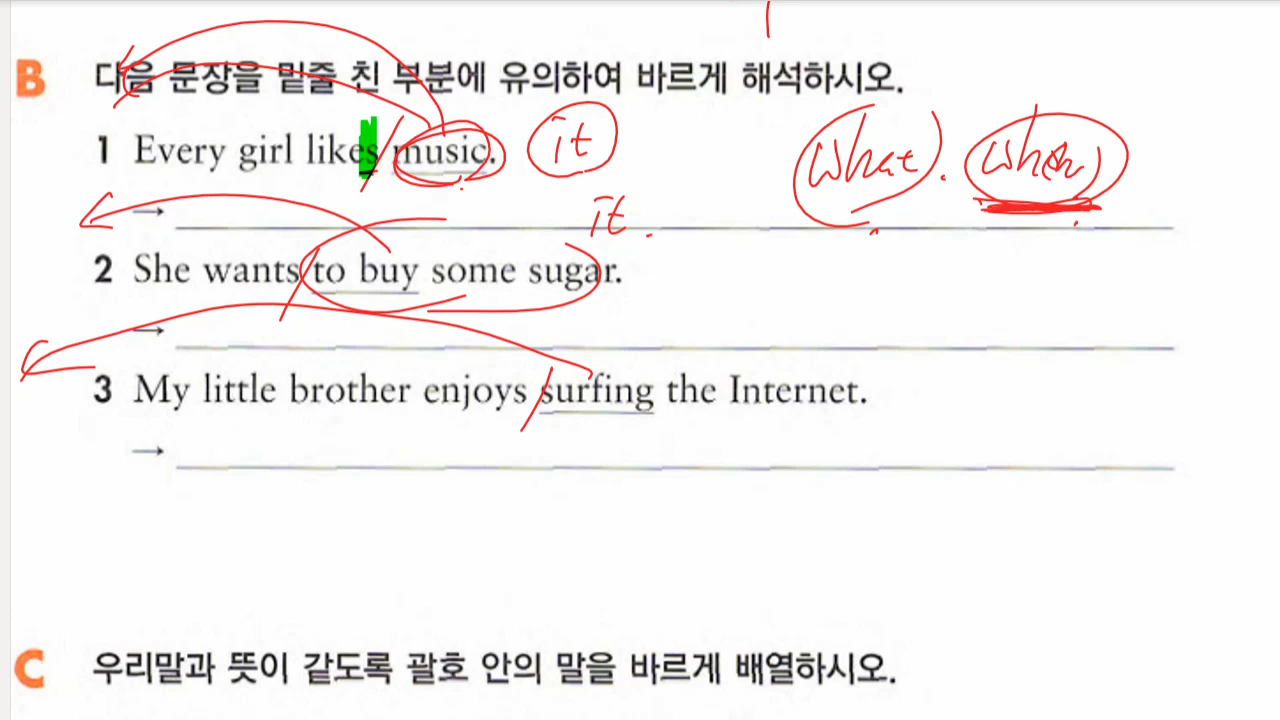 B 다음 문장을 밑줄 친 부분에 유의하여 바르게 해석하시오.
1 Every girl likes / music. it what. when
→ it.
2 She wants / to buy some sugar.
→
3 My little brother enjoys / surfing the Internet.
→
C 우리말과 뜻이 같도록 괄호 안의 말을 바르게 배열하시오.